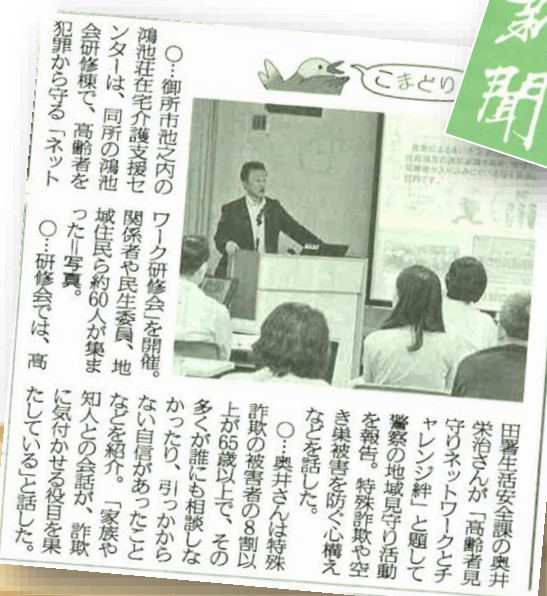 新聞
こまどり
○…御所市池之内の
鴻池荘在宅介護支援セ
ンターは、同所の鴻池
会研修棟で、高齢者を
犯罪から守る「ネット
ワーク研修会」を開催。
関係者や民生委員、地
域住民ら約60人が集ま
った＝写真。
○…研修会では、高
田署生活安全課の奥井
栄治さんが「高齢者見
守りネットワークとチ
ャレンジ絆」と題して
警察の地域見守り活動
を報告。特殊詐欺や空
き巣被害を防ぐ心構え
などを話した。
○…奥井さんは特殊
詐欺の被害者の8割以
上が65歳以上で、その
多くが誰にも相談しな
かったり、引っかから
ない自信があったこと
などを紹介。「家族や
知人との会話が、詐欺
に気付かせる役目を果
たしている」と話した。